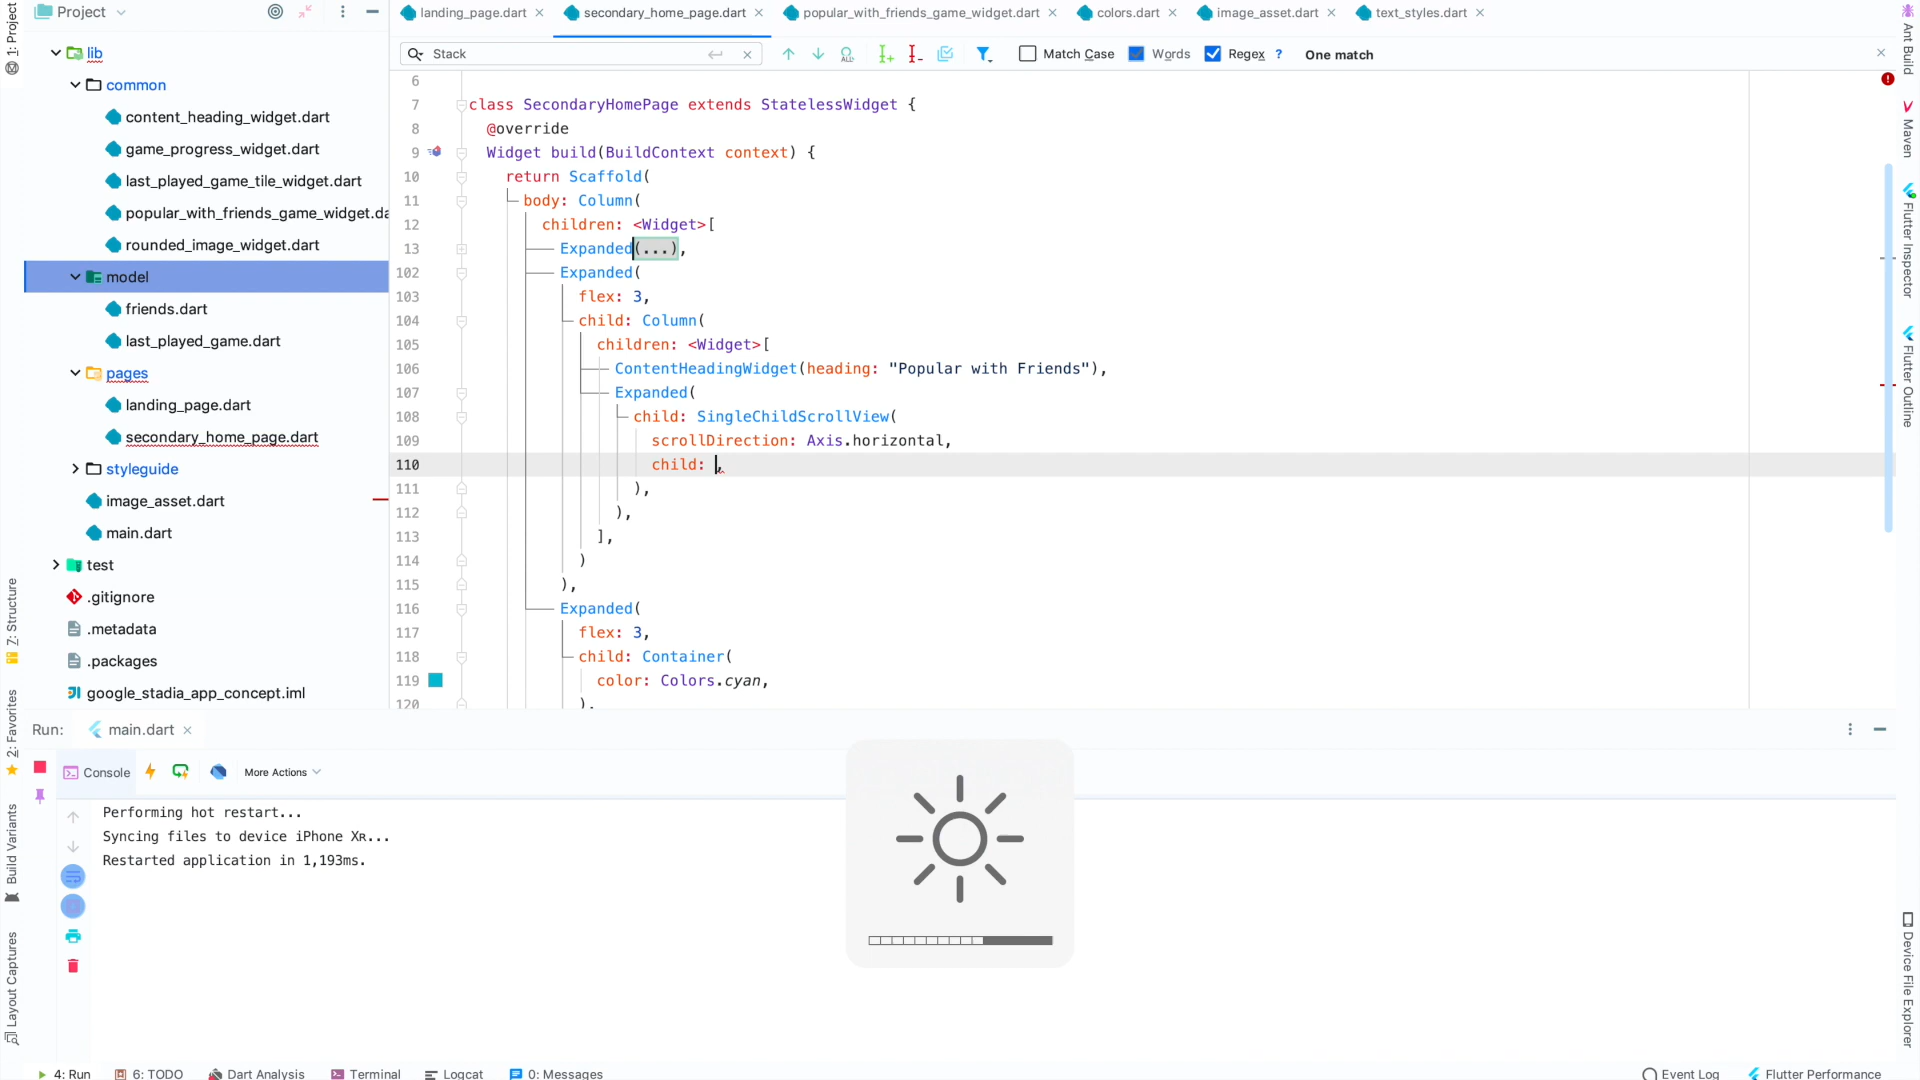 1: Project
Project
landing_page.dart
secondary_home_page.dart
popular_with_friends_game_widget.dart
colors.dart
image_asset.dart
text_styles.dart
Stack
ALL
Match Case
Words
Regex
?
One match
lib
common
content_heading_widget.dart
game_progress_widget.dart
last_played_game_tile_widget.dart
popular_with_friends_game_widget.da
rounded_image_widget.dart
model
friends.dart
last_played_game.dart
pages
landing_page.dart
secondary_home_page.dart
styleguide
image_asset.dart
main.dart
test
.gitignore
.metadata
.packages
google_stadia_app_concept.iml
6
7 class SecondaryHomePage extends StatelessWidget {
8 @override
9 Widget build(BuildContext context) {
10 return Scaffold(
11 body: Column(
12 children: <Widget>[
13 Expanded(...),
102 Expanded(
103 flex: 3,
104 child: Column(
105 children: <Widget>[
106 ContentHeadingWidget(heading: "Popular with Friends"),
107 Expanded(
108 child: SingleChildScrollView(
109 scrollDirection: Axis.horizontal,
110 child: ,
111 ),
112 ),
113 ],
114 )
115 ),
116 Expanded(
117 flex: 3,
118 child: Container(
119 color: Colors.cyan,
120 ),
Ant Build
Maven
Flutter Inspector
Flutter Outline
Device File Explorer
Z: Structure
2: Favorites
Build Variants
Layout Captures
Run:
main.dart
Console
More Actions
Performing hot restart...
Syncing files to device iPhone Xʀ...
Restarted application in 1,193ms.
4: Run
6: TODO
Dart Analysis
Terminal
Logcat
0: Messages
Event Log
Flutter Performance